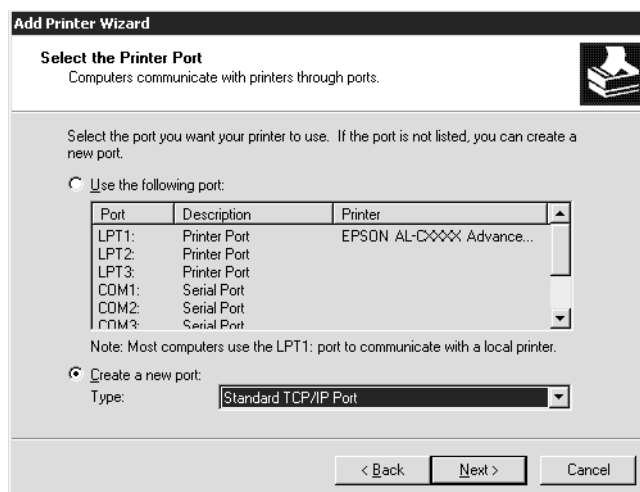 Add Printer Wizard
Select the Printer Port
Computers communicate with printers through ports.
Select the port you want your printer to use. If the port is not listed, you can create a
new port.
Use the following port:
Port Description Printer
LPT1: Printer Port EPSON AL-CXXXX Advance...
LPT2: Printer Port
LPT3: Printer Port
COM1: Serial Port
COM2: Serial Port
COM3: Serial Port
Note: Most computers use the LPT1: port to communicate with a local printer.
Create a new port:
Type: Standard TCP/IP Port
< Back Next > Cancel